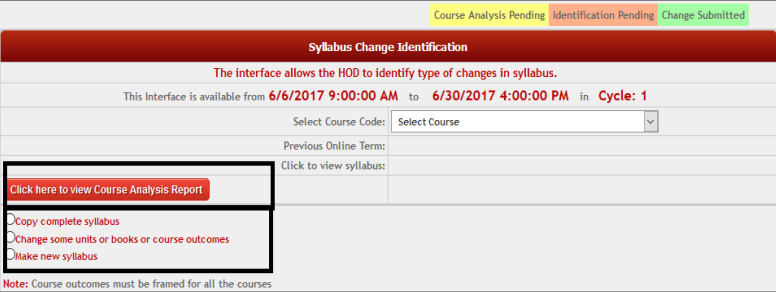 Course Analysis Pending Identification Pending Change Submitted
Syllabus Change Identification
The interface allows the HOD to identify type of changes in syllabus.
This Interface is available from 6/6/2017 9:00:00 AM to 6/30/2017 4:00:00 PM in Cycle: 1
Select Course Code: Select Course
Previous Online Term:
Click to view syllabus:
Click here to view Course Analysis Report
Copy complete syllabus
Change some units or books or course outcomes
Make new syllabus
Note: Course outcomes must be framed for all the courses